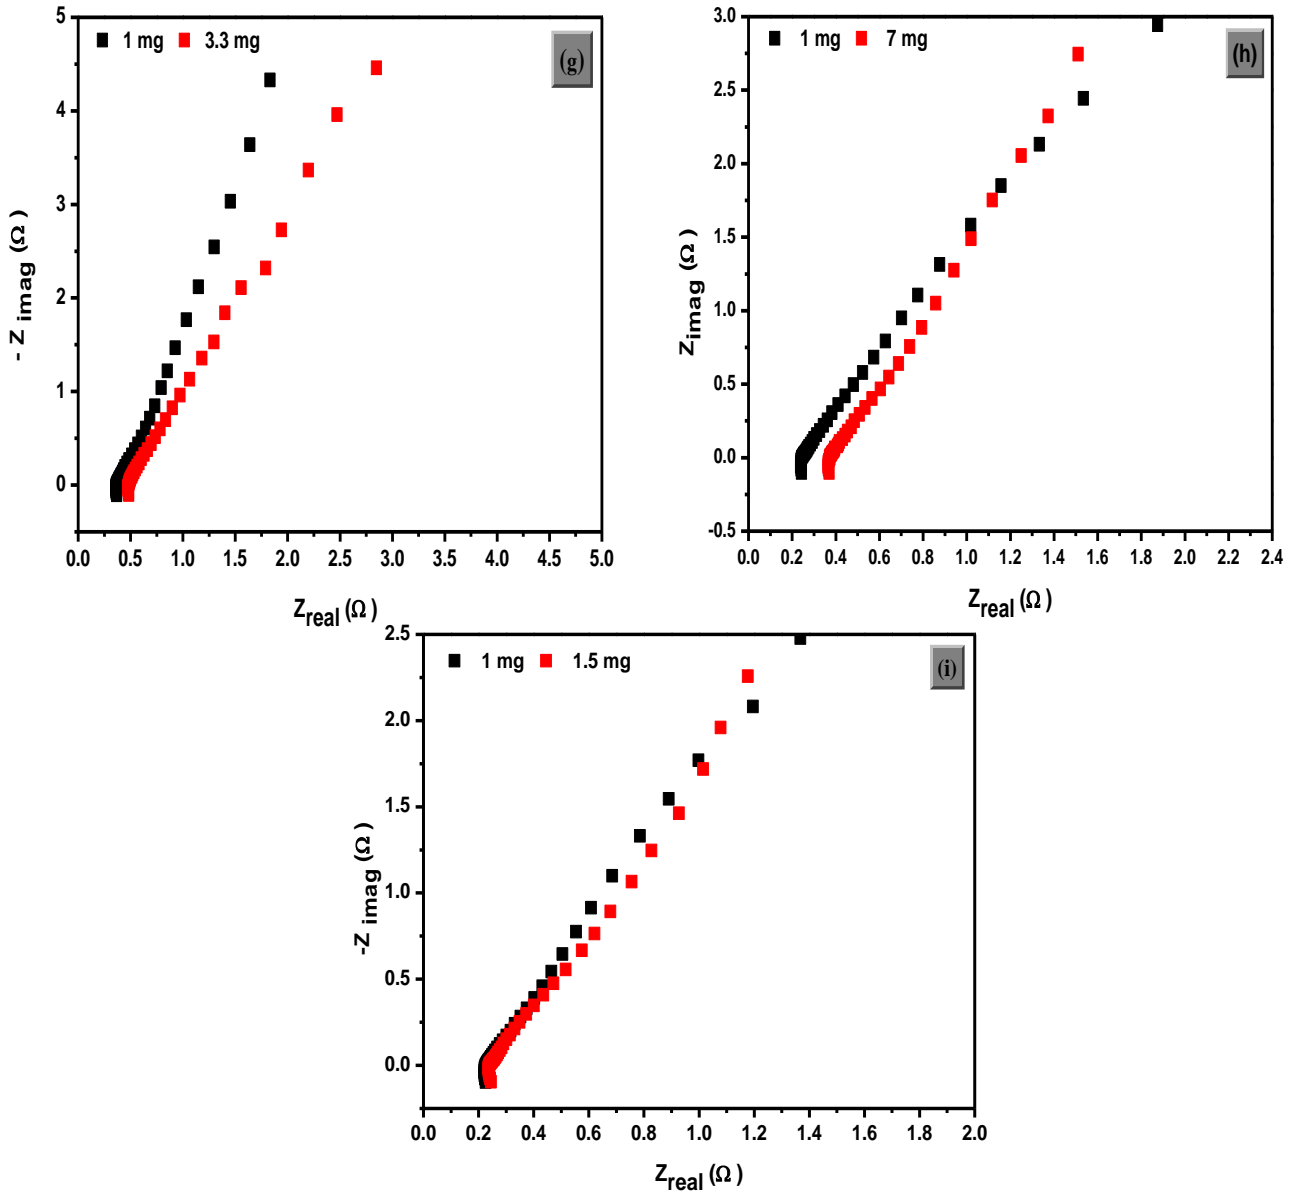 1 mg 3.3 mg
(g)
5
4
3
2
1
0
- Z imag (Ω)
0.0 0.5 1.0 1.5 2.0 2.5 3.0 3.5 4.0 4.5 5.0
Zreal (Ω)
1 mg 7 mg
(h)
3.0
2.5
2.0
1.5
1.0
0.5
0.0
-0.5
Zimag (Ω)
0.0 0.2 0.4 0.6 0.8 1.0 1.2 1.4 1.6 1.8 2.0 2.2 2.4
Zreal (Ω)
1 mg 1.5 mg
(i)
2.5
2.0
1.5
1.0
0.5
0.0
-Z imag (Ω)
0.0 0.2 0.4 0.6 0.8 1.0 1.2 1.4 1.6 1.8 2.0
Zreal (Ω)